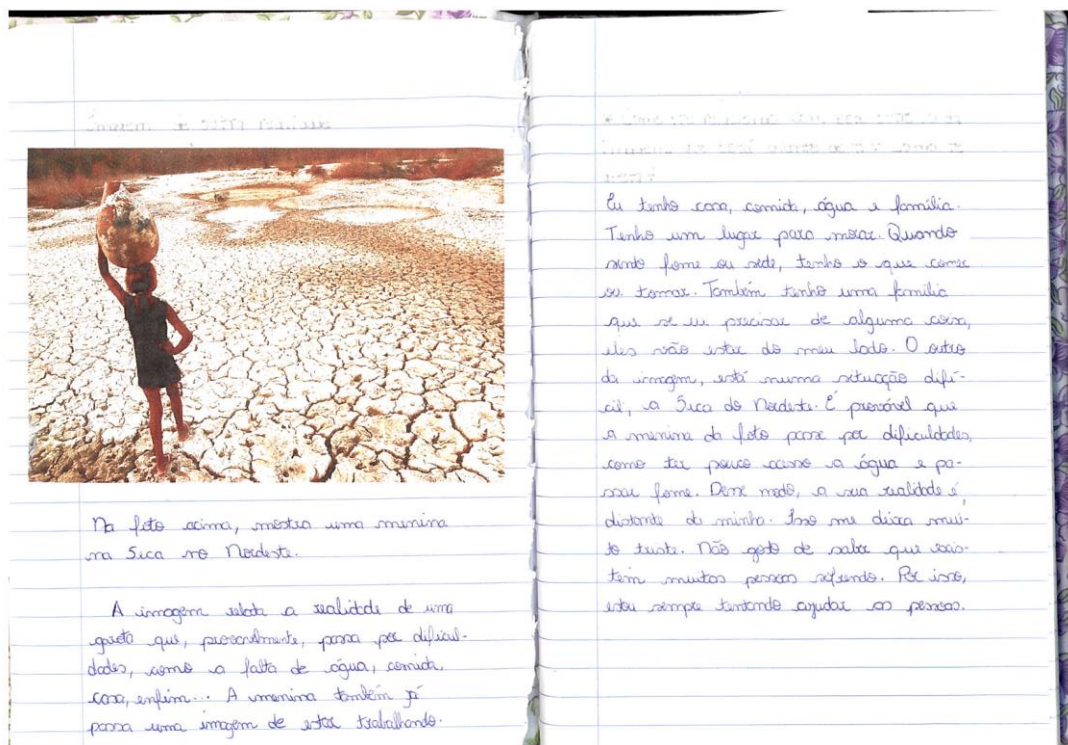 Na foto acima, mostra uma menina
na Seca no Nordeste.
A imagem relata a realidade de uma
garota que, provavelmente, passa por dificul-
dades, como a falta de água, comida,
casa, enfim... A menina também já
passa uma imagem de estar trabalhando.
Eu tenho casa, comida, água e família.
Tenho um lugar para morar. Quando
sinto fome ou sede, tenho o que comer
ou tomar. Também tenho uma família
que se eu precisar de alguma coisa,
eles vão estar do meu lado. O outro
da imagem, está numa situação difí-
cil, a Seca do Nordeste. É provável que
a menina da foto passe por dificuldades,
como ter pouco acesso a água e pa-
ssar fome. Desse modo, a sua realidade é
distante da minha. Isso me deixa mui-
to triste. Não gosto de saber que exis-
tem muitas pessoas sofrendo. Por isso,
estou sempre tentando ajudar as pessoas.